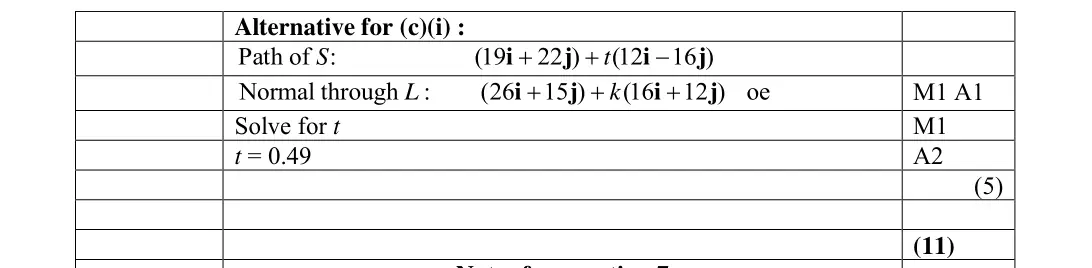 Alternative for (c)(i) :
Path of S: (19i + 22j) + t(12i − 16j)
Normal through L : (26i + 15j) + k(16i + 12j) oe M1 A1
Solve for t M1
t = 0.49 A2
(5)
(11)